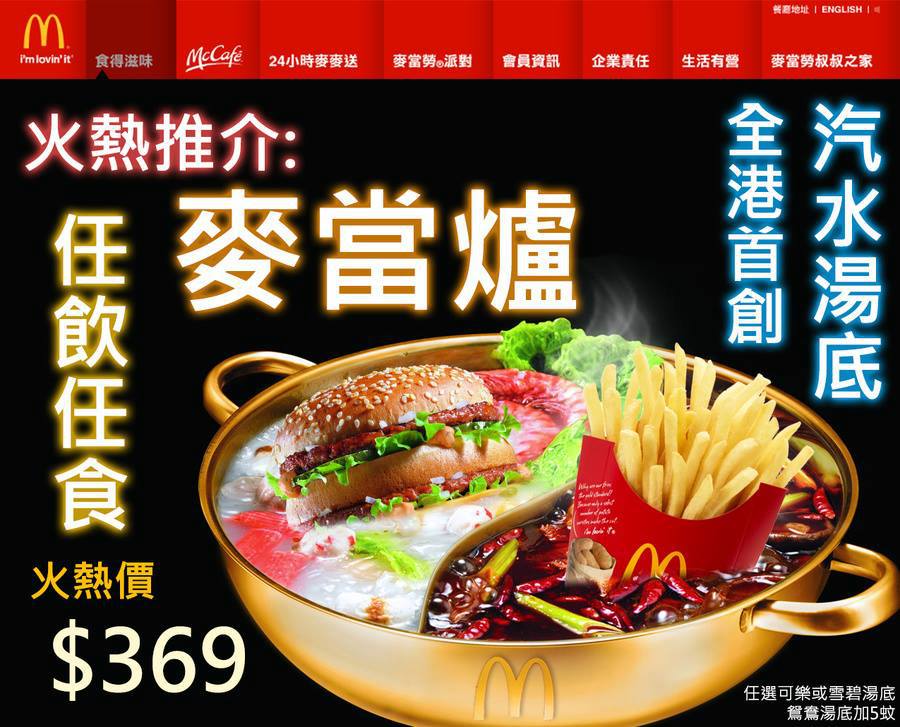 餐廳地址 | ENGLISH |
i'm lovin' it
食得滋味
McCafé
24小時麥麥送
麥當勞®派對
會員資訊
企業責任
生活有營
麥當勞叔叔之家
火熱推介:
麥當爐
任飲任食
全港首創
汽水湯底
火熱價
$369
任選可樂或雪碧湯底
鴛鴦湯底加5蚊